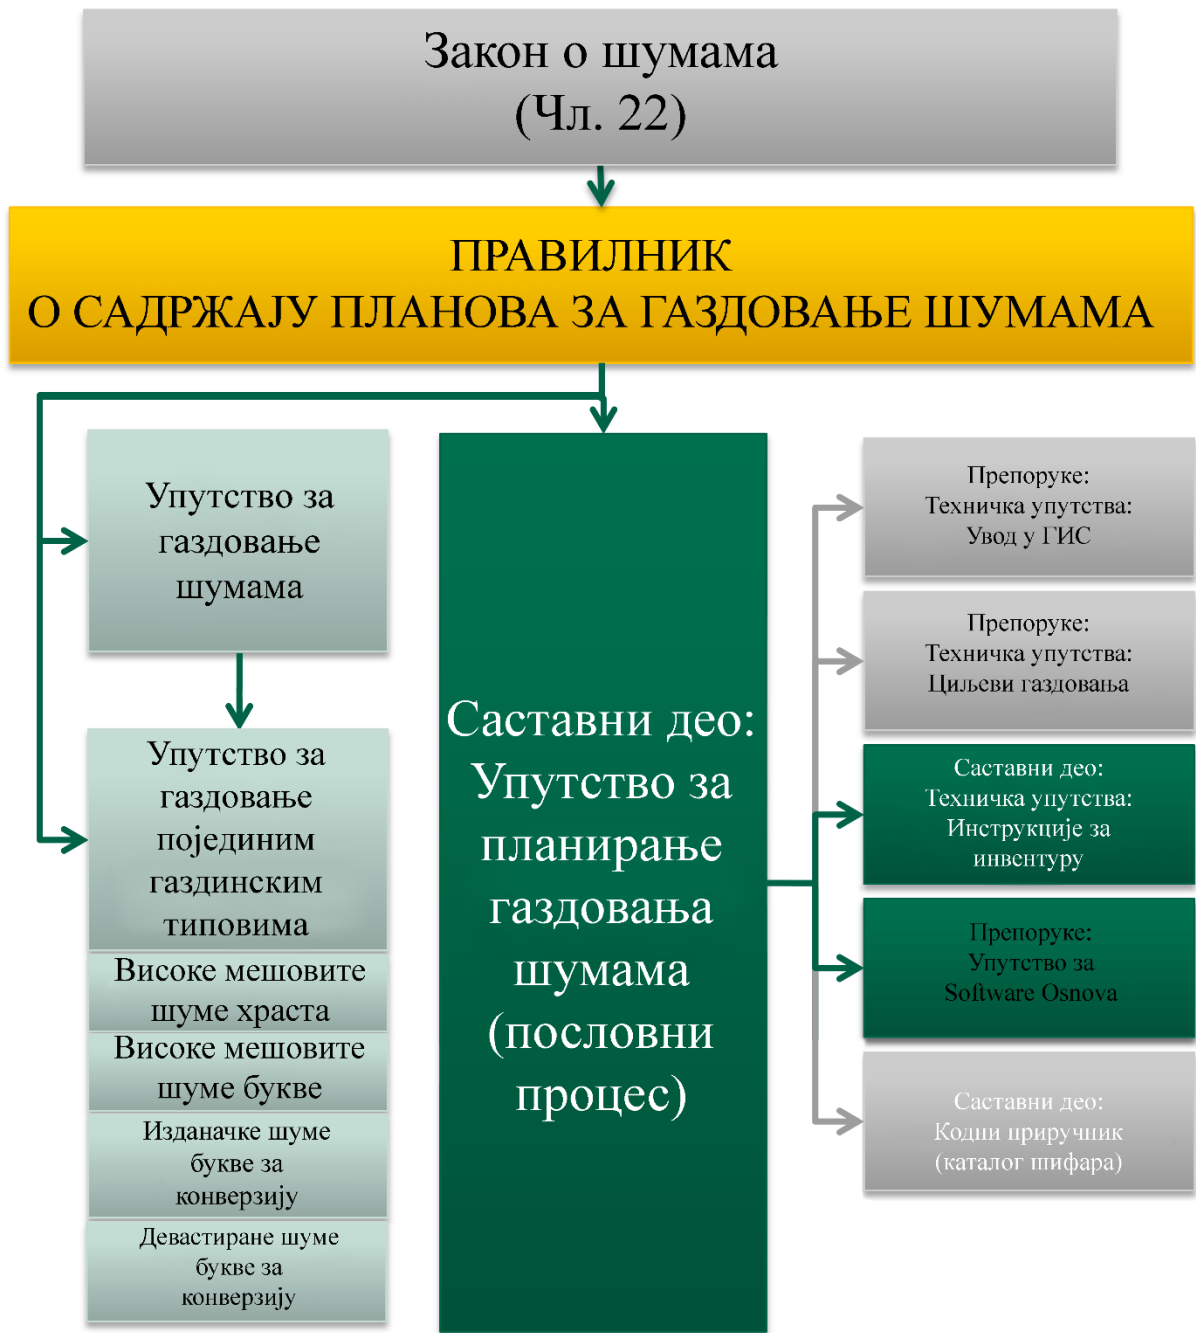 Закон о шумама
(Чл. 22)
ПРАВИЛНИК
О САДРЖАЈУ ПЛАНОВА ЗА ГАЗДОВАЊЕ ШУМАМА
Упутство за
газдовање
шумама
Упутство за
газдовање
појединим
газдинским
типовима
Високе мешовите
шуме храста
Високе мешовите
шуме букве
Изданачке шуме
букве за
конверзију
Девастиране шуме
букве за
конверзију
Саставни део:
Упутство за
планирање
газдовања
шумама
(пословни
процес)
Препоруке:
Техничка упутства:
Увод у ГИС
Препоруке:
Техничка упутства:
Циљеви газдовања
Саставни део:
Техничка упутства:
Инструкције за
инвентуру
Препоруке:
Упутство за
Software Osnova
Саставни део:
Кодни приручник
(каталог шифара)